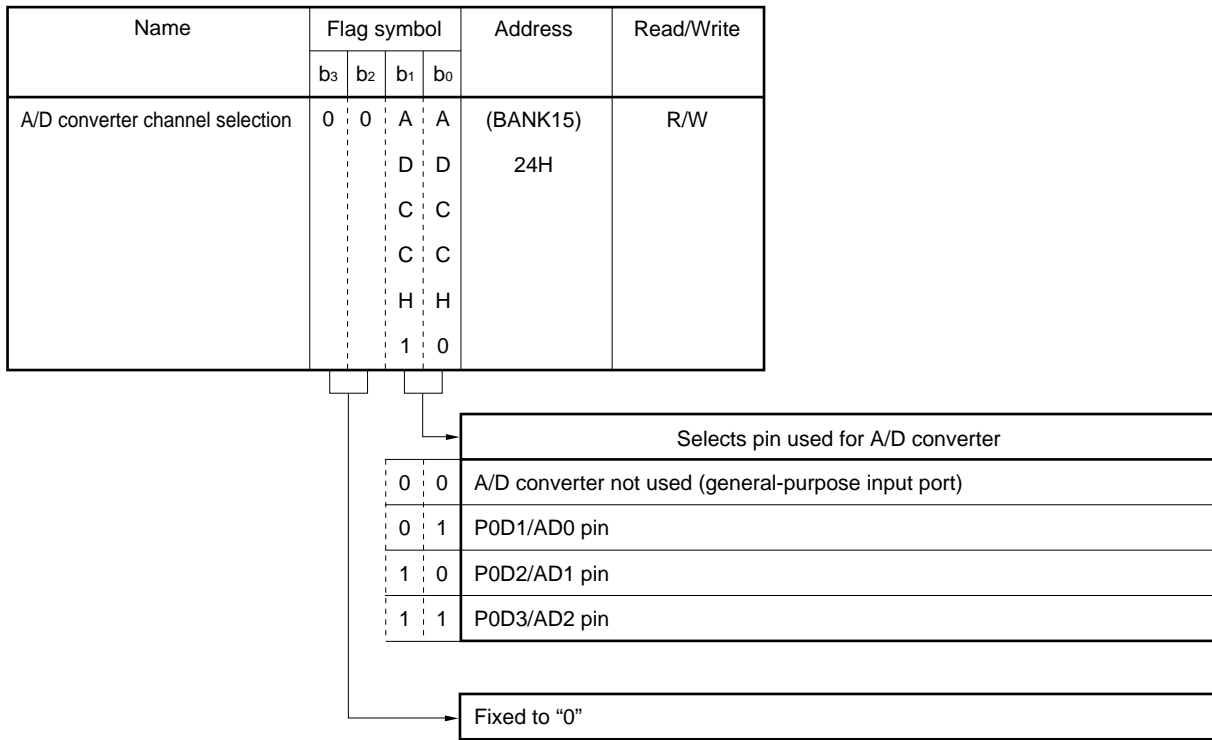 Name Flag symbol Address Read/Write
b3 b2 b1 b0
A/D converter channel selection 0 0 A A (BANK15) R/W
D D 24H
C C
C C
H H
1 0
Selects pin used for A/D converter
0 0 A/D converter not used (general-purpose input port)
0 1 P0D1/AD0 pin
1 0 P0D2/AD1 pin
1 1 P0D3/AD2 pin
Fixed to “0”